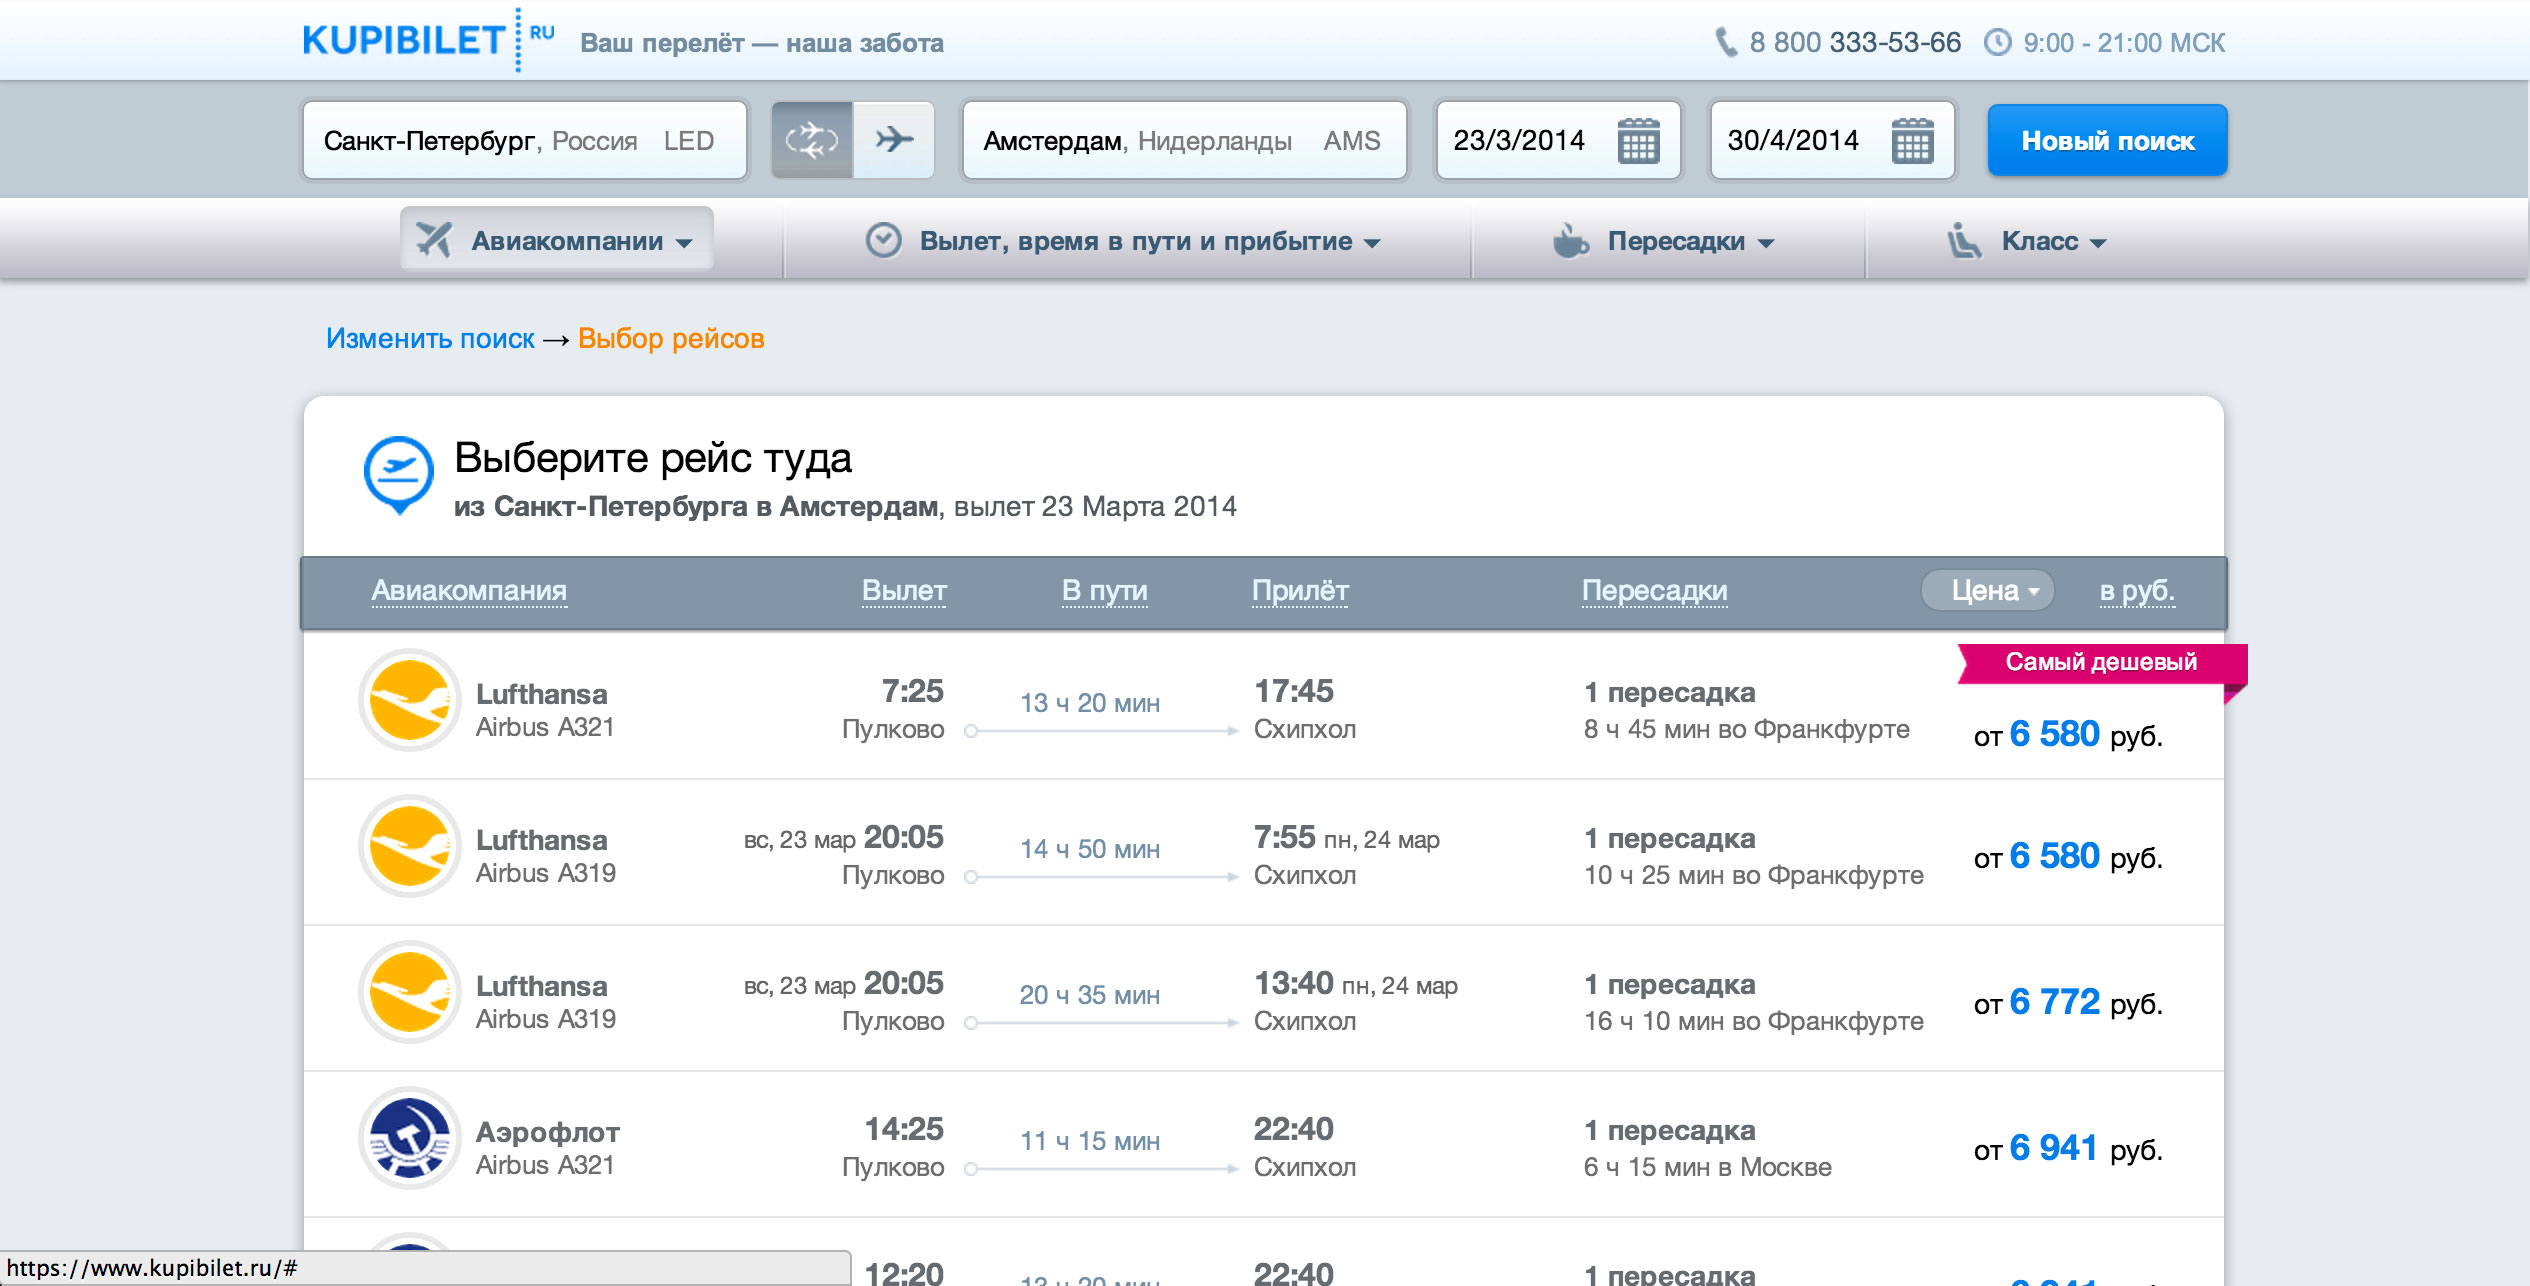 KUPIBILET RU Ваш перелёт — наша забота 8 800 333-53-66 9:00 - 21:00 МСК
Санкт-Петербург, Россия LED Амстердам, Нидерланды AMS 23/3/2014 30/4/2014 Новый поиск
Авиакомпании Вылет, время в пути и прибытие Пересадки Класс
Изменить поиск → Выбор рейсов
Выберите рейс туда
из Санкт-Петербурга в Амстердам, вылет 23 Марта 2014
Авиакомпания Вылет В пути Прилёт Пересадки Цена в руб.
Самый дешевый
Lufthansa 7:25 13 ч 20 мин 17:45 1 пересадка
Airbus A321 Пулково Схипхол 8 ч 45 мин во Франкфурте от 6 580 руб.
Lufthansa вс, 23 мар 20:05 14 ч 50 мин 7:55 пн, 24 мар 1 пересадка
Airbus A319 Пулково Схипхол 10 ч 25 мин во Франкфурте от 6 580 руб.
Lufthansa вс, 23 мар 20:05 20 ч 35 мин 13:40 пн, 24 мар 1 пересадка
Airbus A319 Пулково Схипхол 16 ч 10 мин во Франкфурте от 6 772 руб.
Аэрофлот 14:25 11 ч 15 мин 22:40 1 пересадка
Airbus A321 Пулково Схипхол 6 ч 15 мин в Москве от 6 941 руб.
https://www.kupibilet.ru/# 12:20 13 ч 20 мин 22:40 1 пересадка